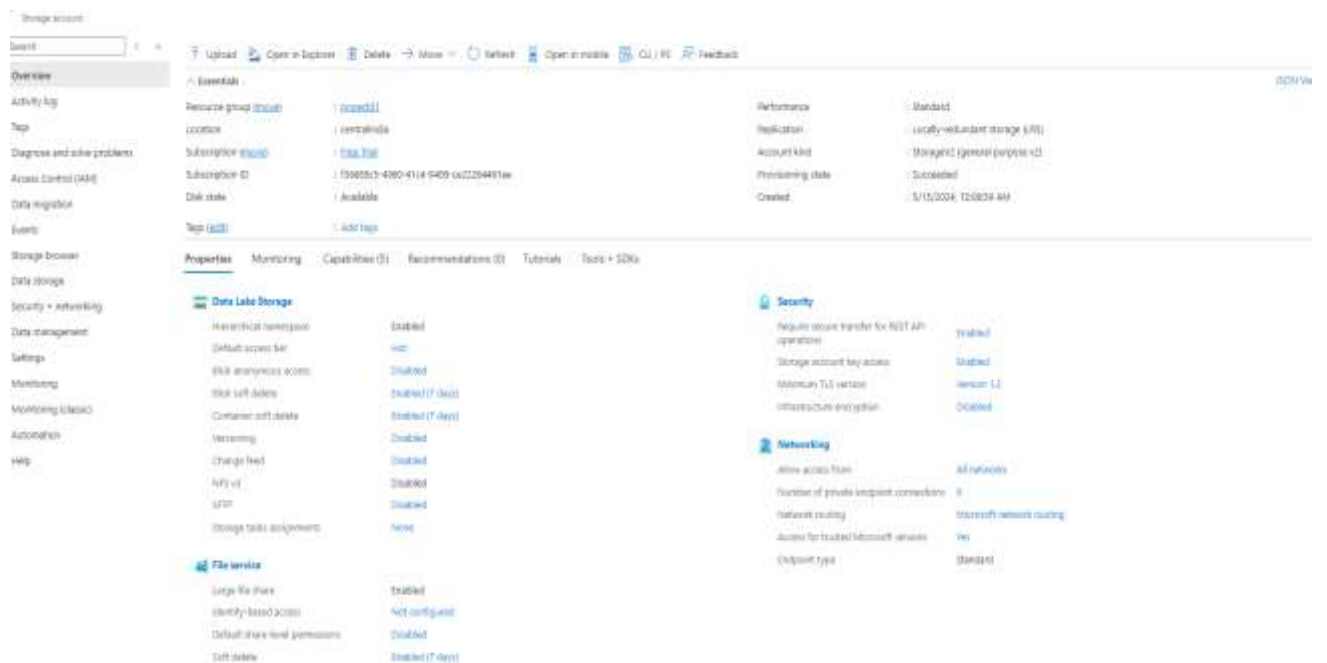 Storage account
Search
Overview
Activity log
Tags
Diagnose and solve problems
Access Control (IAM)
Data migration
Events
Storage browser
Data storage
Security + networking
Data management
Settings
Monitoring
Monitoring (classic)
Automation
Help
Upload Open in Explorer Delete Move Refresh Open in mobile CLI / PS Feedback
Essentials
JSON
Resource group (move) :
Location : centralindia
Subscription (move) : Free Trial
Subscription ID :
Disk state : Available
Tags (edit) : Add tags
Performance : Standard
Replication : Locally-redundant storage (LRS)
Account kind : StorageV2 (general purpose v2)
Provisioning state : Succeeded
Created : 5/15/2024,
Properties Monitoring Capabilities (5) Recommendations (0) Tutorials Tools + SDKs
Data Lake Storage
Hierarchical namespace Enabled
Default access tier Hot
Blob anonymous access Disabled
Blob soft delete Enabled (7 days)
Container soft delete Enabled (7 days)
Versioning Disabled
Change feed Disabled
NFS v3 Disabled
SFTP Disabled
Storage tasks assignments None
File service
Large file share Enabled
Identity-based access Not configured
Default share-level permissions Disabled
Soft delete Enabled (7 days)
Security
Require secure transfer for REST API
operations Enabled
Storage account key access Enabled
Minimum TLS version Version 1.2
Infrastructure encryption Disabled
Networking
Allow access from All networks
Number of private endpoint connections 0
Network routing Microsoft network routing
Access for trusted Microsoft services Yes
Endpoint type Standard